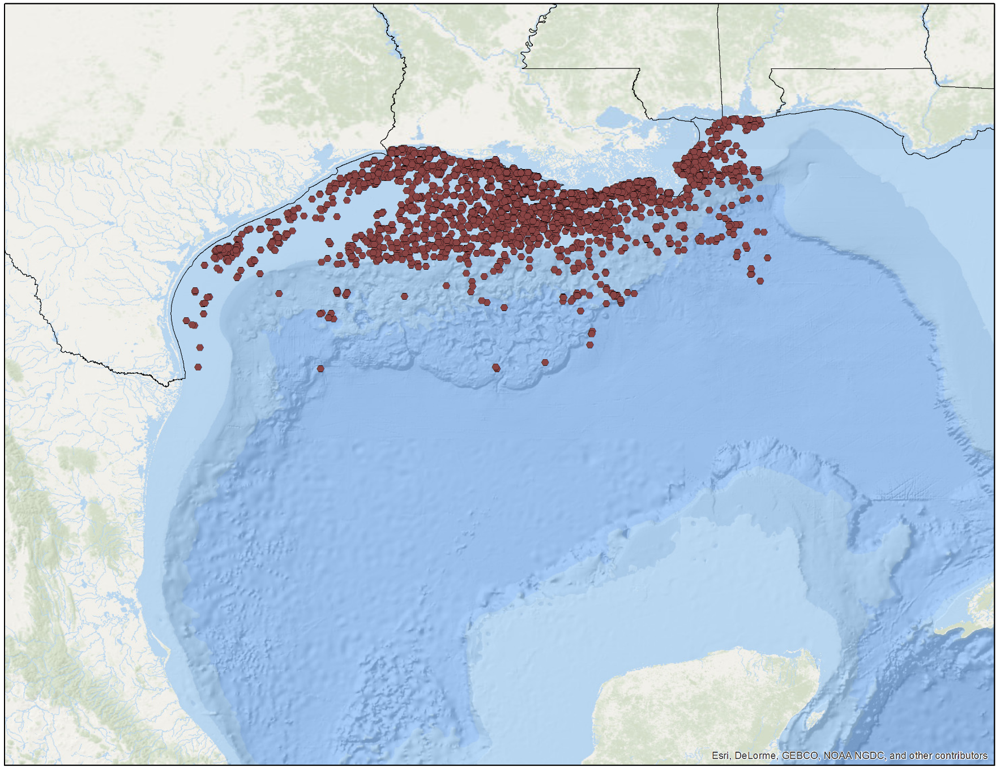 Esri, DeLorme, GEBCO, NOAA NGDC, and other contributors